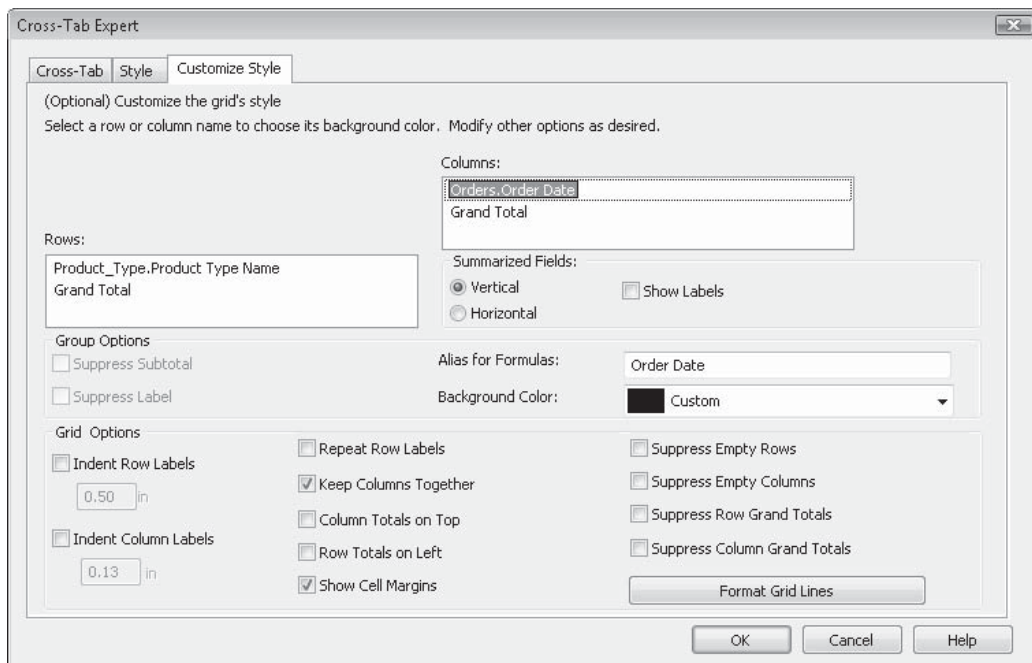 Cross-Tab Expert
Cross-Tab
Style
Customize Style
(Optional) Customize the grid's style
Select a row or column name to choose its background color. Modify other options as desired.
Columns:
Orders.Order Date
Grand Total
Rows:
Product_Type.Product Type Name
Grand Total
Summarized Fields:
Vertical
Show Labels
Horizontal
Group Options
Suppress Subtotal
Suppress Label
Alias for Formulas:
Order Date
Background Color:
Custom
Grid Options
Indent Row Labels
0.50 in
Indent Column Labels
0.13 in
Repeat Row Labels
Keep Columns Together
Column Totals on Top
Row Totals on Left
Show Cell Margins
Suppress Empty Rows
Suppress Empty Columns
Suppress Row Grand Totals
Suppress Column Grand Totals
Format Grid Lines
OK
Cancel
Help